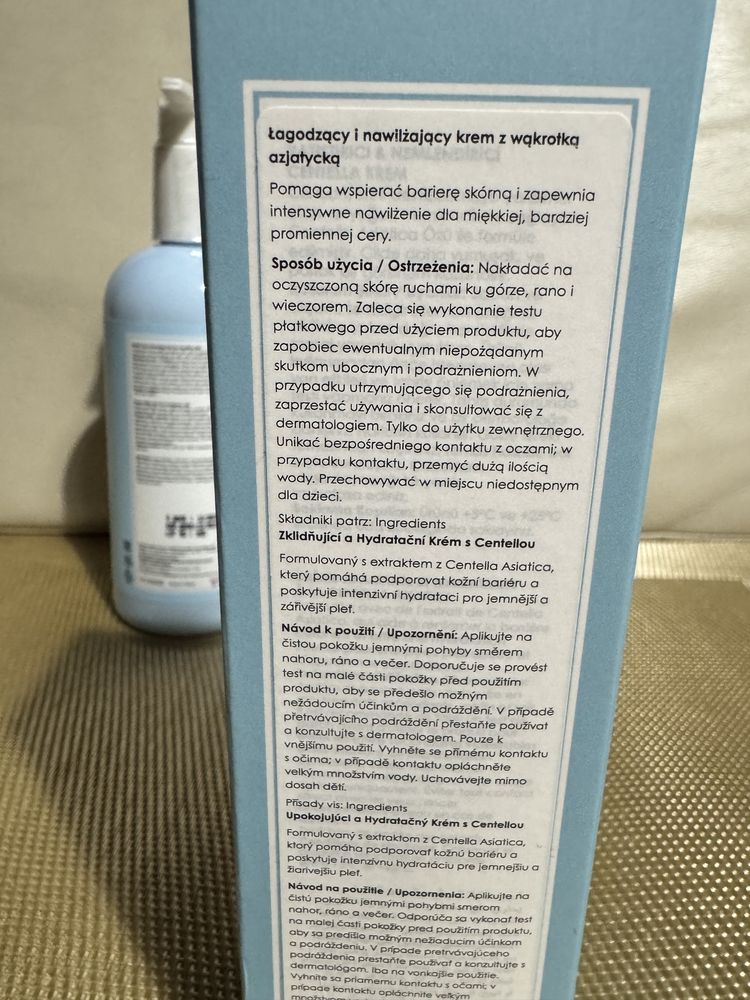 Łagodzący i nawilżający krem z wąkrotką
azjatycką
Pomaga wspierać barierę skórną i zapewnia
intensywne nawilżenie dla miękkiej, bardziej
promiennej cery.
Sposób użycia / Ostrzeżenia: Nakładać na
oczyszczoną skórę ruchami ku górze, rano i
wieczorem. Zaleca się wykonanie testu
płatkowego przed użyciem produktu, aby
zapobiec ewentualnym niepożądanym
skutkom ubocznym i podrażnieniom. W
przypadku utrzymującego się podrażnienia,
zaprzestać używania i skonsultować się z
dermatologiem. Tylko do użytku zewnętrznego.
Unikać bezpośredniego kontaktu z oczami; w
przypadku kontaktu, przemyć dużą ilością
wody. Przechowywać w miejscu niedostępnym
dla dzieci.
Składniki patrz: Ingredients
Zklidňující a Hydratační Krém s Centellou
Formulovaný s extraktem z Centella Asiatica,
který pomáhá podporovat kožní bariéru a
poskytuje intenzivní hydrataci pro jemnější a
zářivější pleť.
Návod k použití / Upozornění: Aplikujte na
čistou pokožku jemnými pohyby směrem
nahoru, ráno a večer. Doporučuje se provést
test na malé části pokožky před použitím
produktu, aby se předešlo možným
nežádoucím účinkům a podráždění. V případě
přetrvávajícího podráždění přestaňte používat
a konzultujte s dermatologem. Pouze k
vnějšímu použití. Vyhněte se přímému kontaktu
s očima; v případě kontaktu opláchněte
velkým množstvím vody. Uchovávejte mimo
dosah dětí.
Přísady vis: Ingredients
Upokojujúci a Hydratačný Krém s Centellou
Formulovaný s extraktom z Centella Asiatica,
ktorý pomáha podporovať kožnú bariéru a
poskytuje intenzívnu hydratáciu pre jemnejšiu a
žiarivejšiu pleť.
Návod na použitie / Upozornenia: Aplikujte na
čistú pokožku jemnými pohybmi smerom
nahor, ráno a večer. Odporúča sa vykonať test
na malej časti pokožky pred použitím produktu,
aby sa predišlo možným nežiaducim účinkom
a podráždeniu. V prípade pretrvávajúceho
podráždenia prestaňte používať a konzultujte s
dermatológom. Iba na vonkajšie použitie.
Vyhnite sa priamemu kontaktu s očami; v
prípade kontaktu opláchnite veľkým
množstvom